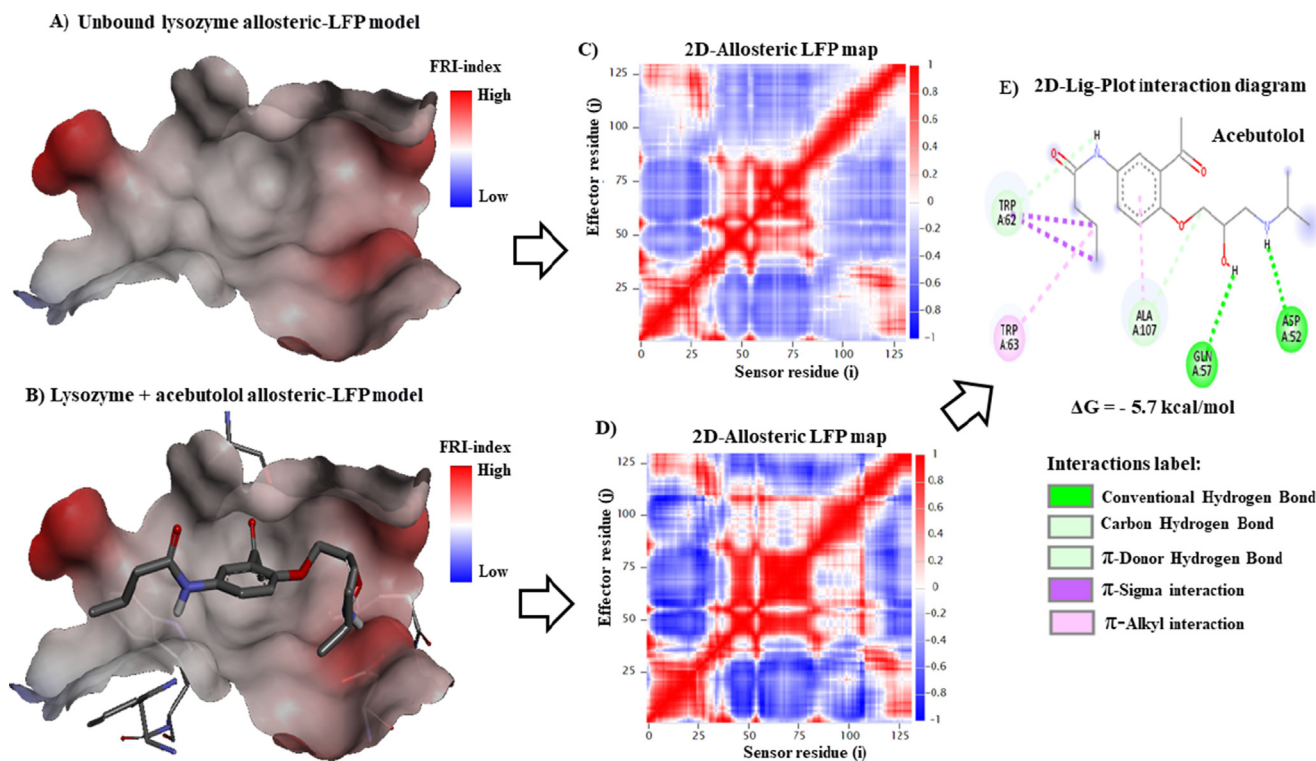 A) Unbound lysozyme allosteric-LFP model
FRI-index
High
Low
B) Lysozyme + acebutolol allosteric-LFP model
FRI-index
High
Low
C)
2D-Allosteric LFP map
Effector residue (j)
125
100
75
50
25
0
25
50
75
100
125
Sensor residue (i)
1
0.8
0.6
0.4
0.2
0
−0.2
−0.4
−0.6
−0.8
−1
D)
2D-Allosteric LFP map
Effector residue (j)
125
100
75
50
25
0
25
50
75
100
125
Sensor residue (i)
1
0.8
0.6
0.4
0.2
0
−0.2
−0.4
−0.6
−0.8
−1
E) 2D-Lig-Plot interaction diagram
Acebutolol
H
O
N
O
O
N
H
O
H
TRP
A:62
TRP
A:63
ALA
A:107
GLN
A:57
ASP
A:52
ΔG = - 5.7 kcal/mol
Interactions label:
Conventional Hydrogen Bond
Carbon Hydrogen Bond
π-Donor Hydrogen Bond
π-Sigma interaction
π-Alkyl interaction